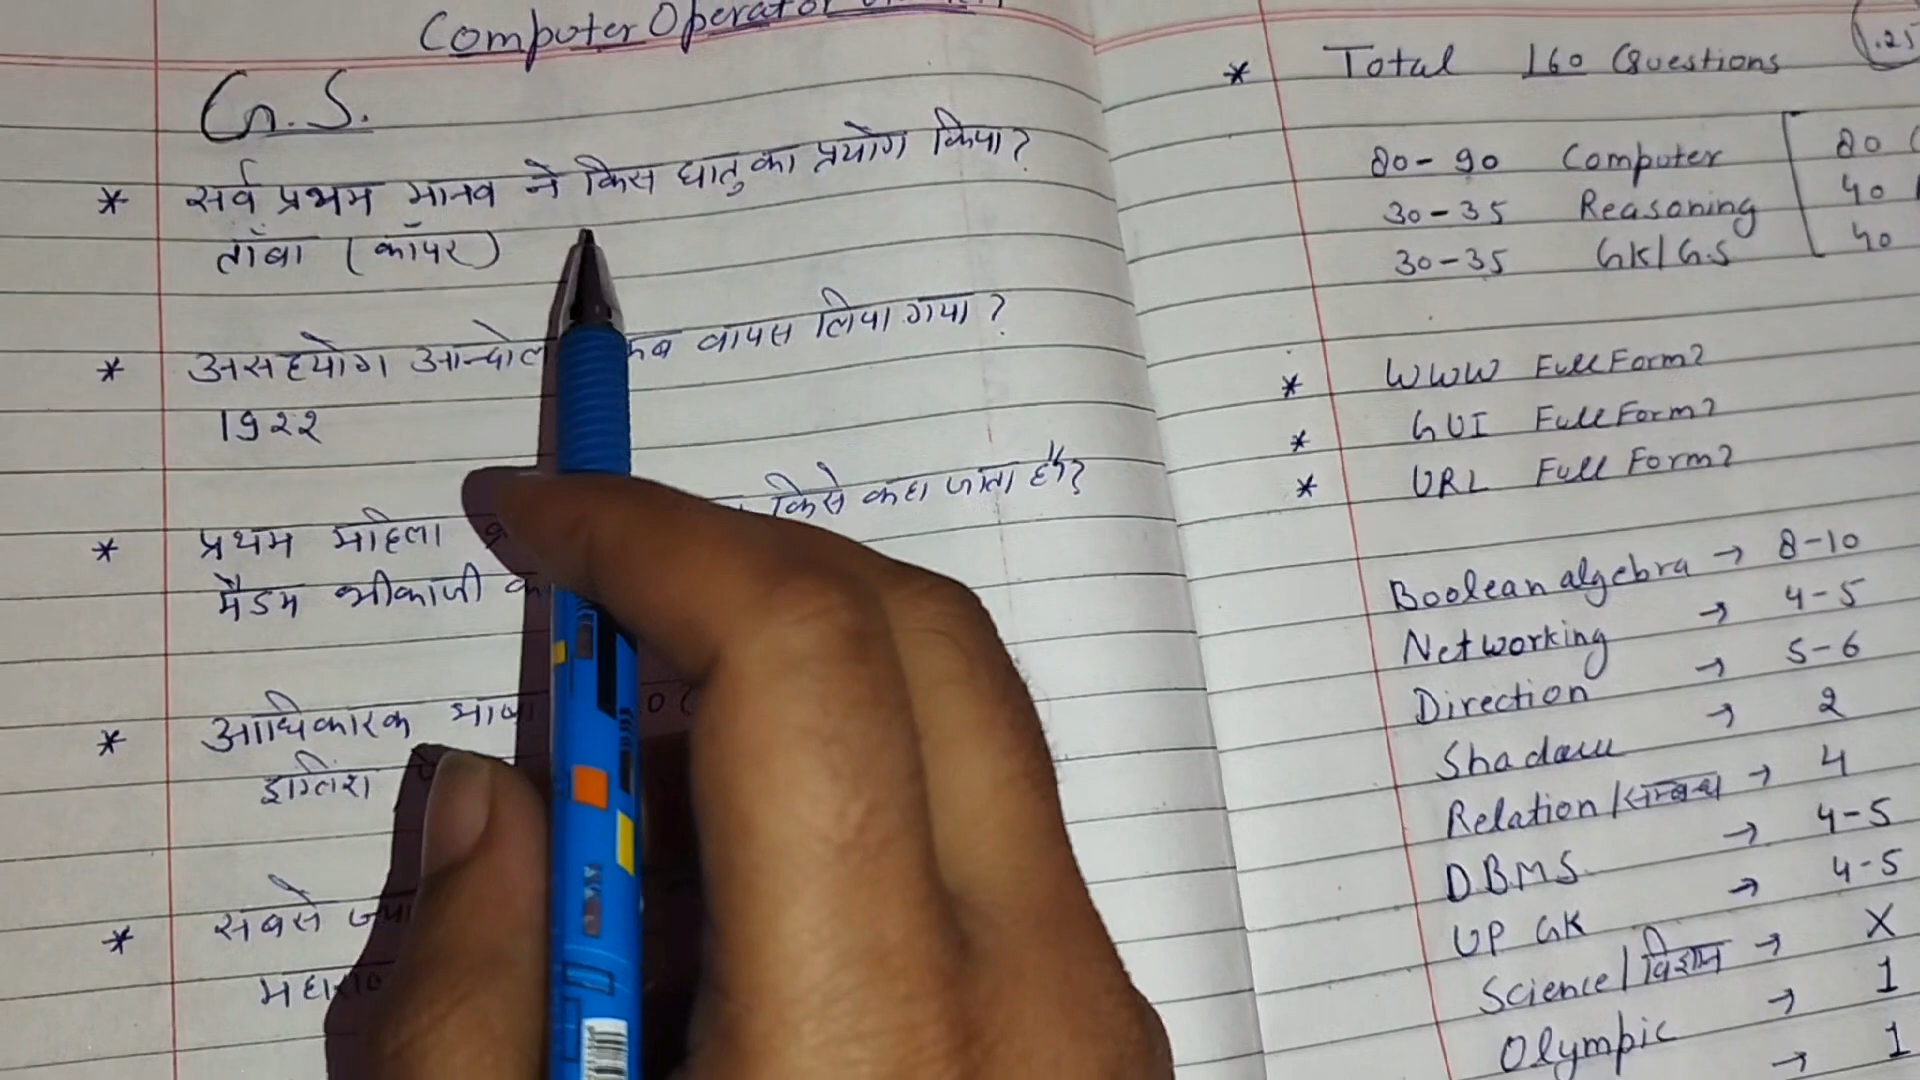 Computer Operator
G.S.
* सर्व प्रथम मानव ने किस धातु का प्रयोग किया?
ताँबा (कॉपर)
* असहयोग आन्दोल कब वापस लिया गया?
1922
* प्रथम महिला किसे कहा जाता है?
मैडम भीकाजी
* आधिकारक भाषा
इंग्लिश
* सबसे
* Total 160 Questions
1.25
80-90 Computer
30-35 Reasoning
30-35 GK/G.S
80
40
40
* WWW Full Form?
* GUI Full Form?
* URL Full Form?
Boolean algebra → 8-10
Networking → 4-5
Direction → 5-6
Shadow → 2
Relation/सम्बन्ध → 4
DBMS → 4-5
UP GK → 4-5
Science/विज्ञान → X
Olympic → 1
→ 1